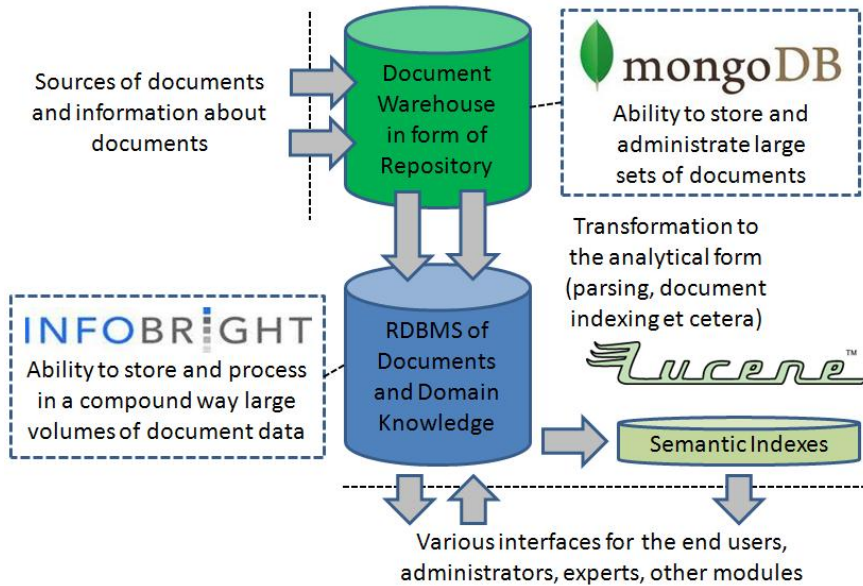 Sources of documents
and information about
documents
Document
Warehouse
in form of
Repository
mongoDB
Ability to store and
administrate large
sets of documents
Transformation to
the analytical form
(parsing, document
indexing et cetera)
INFOBRIGHT
Ability to store and process
in a compound way large
volumes of document data
RDBMS of
Documents
and Domain
Knowledge
Lucene™
Semantic Indexes
Various interfaces for the end users,
administrators, experts, other modules